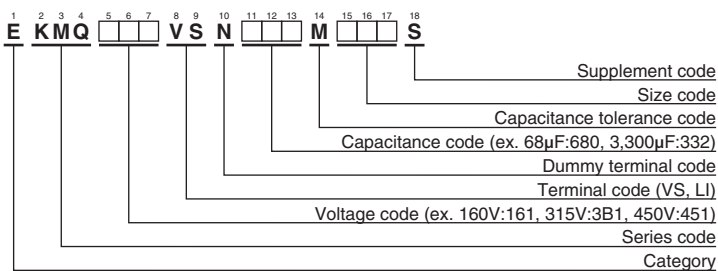 1 2 3 4 5 6 7 8 9 10 11 12 13 14 15 16 17 18
E KMQ □□□ VS N □□□ M □□□ S
Supplement code
Size code
Capacitance tolerance code
Capacitance code (ex. 68µF:680, 3,300µF:332)
Dummy terminal code
Terminal code (VS, LI)
Voltage code (ex. 160V:161, 315V:3B1, 450V:451)
Series code
Category